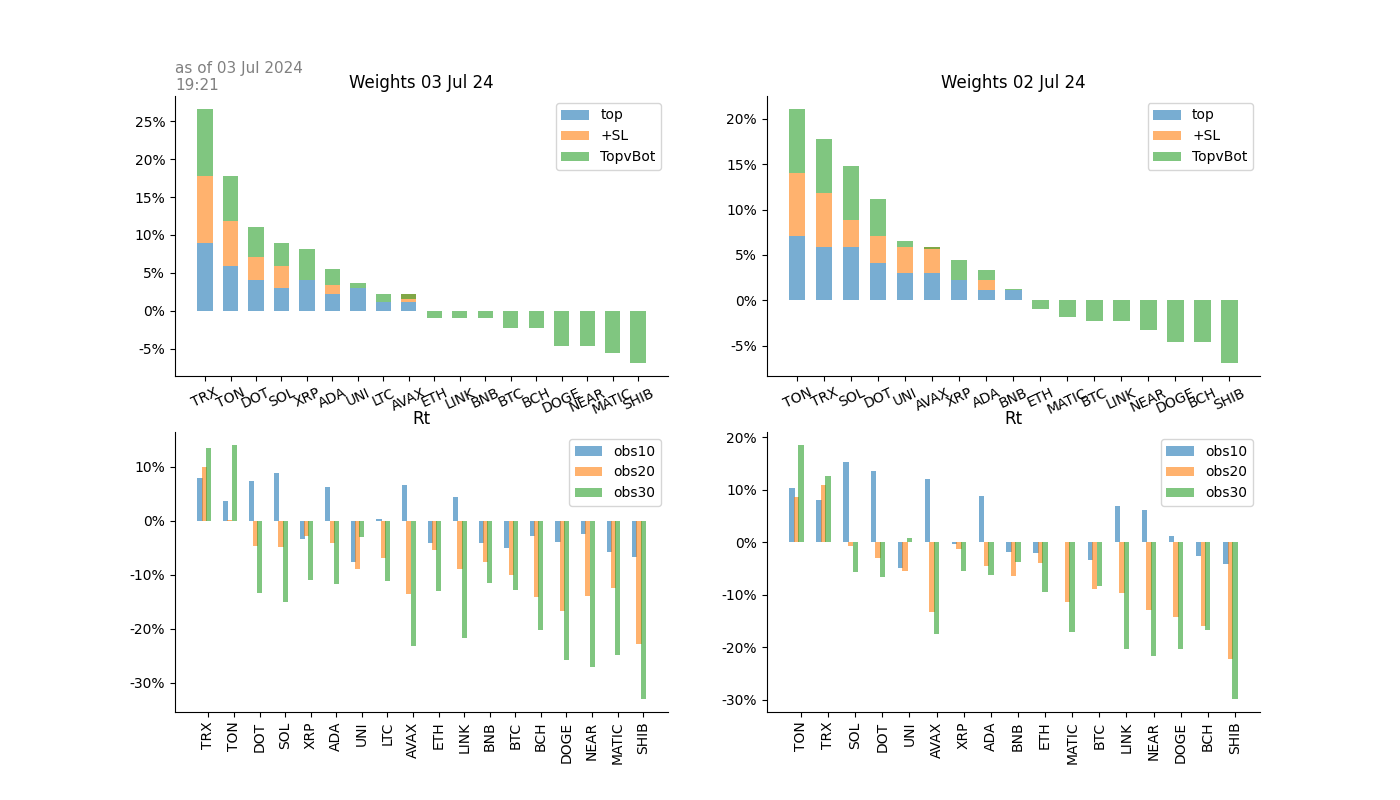 as of 03 Jul 2024
19:21
Weights 03 Jul 24
25%
20%
15%
10%
5%
0%
-5%
top
+SL
TopvBot
TRX TON DOT SOL XRP ADA UNI LTC AVAX ETH LINK BNB BTC BCH DOGE NEAR MATIC SHIB
Weights 02 Jul 24
20%
15%
10%
5%
0%
-5%
top
+SL
TopvBot
TON TRX SOL DOT UNI AVAX XRP ADA BNB ETH MATIC BTC LINK NEAR DOGE BCH SHIB
Rt
10%
0%
-10%
-20%
-30%
obs10
obs20
obs30
TRX TON DOT SOL XRP ADA UNI LTC AVAX ETH LINK BNB BTC BCH DOGE NEAR MATIC SHIB
Rt
20%
10%
0%
-10%
-20%
-30%
obs10
obs20
obs30
TON TRX SOL DOT UNI AVAX XRP ADA BNB ETH MATIC BTC LINK NEAR DOGE BCH SHIB